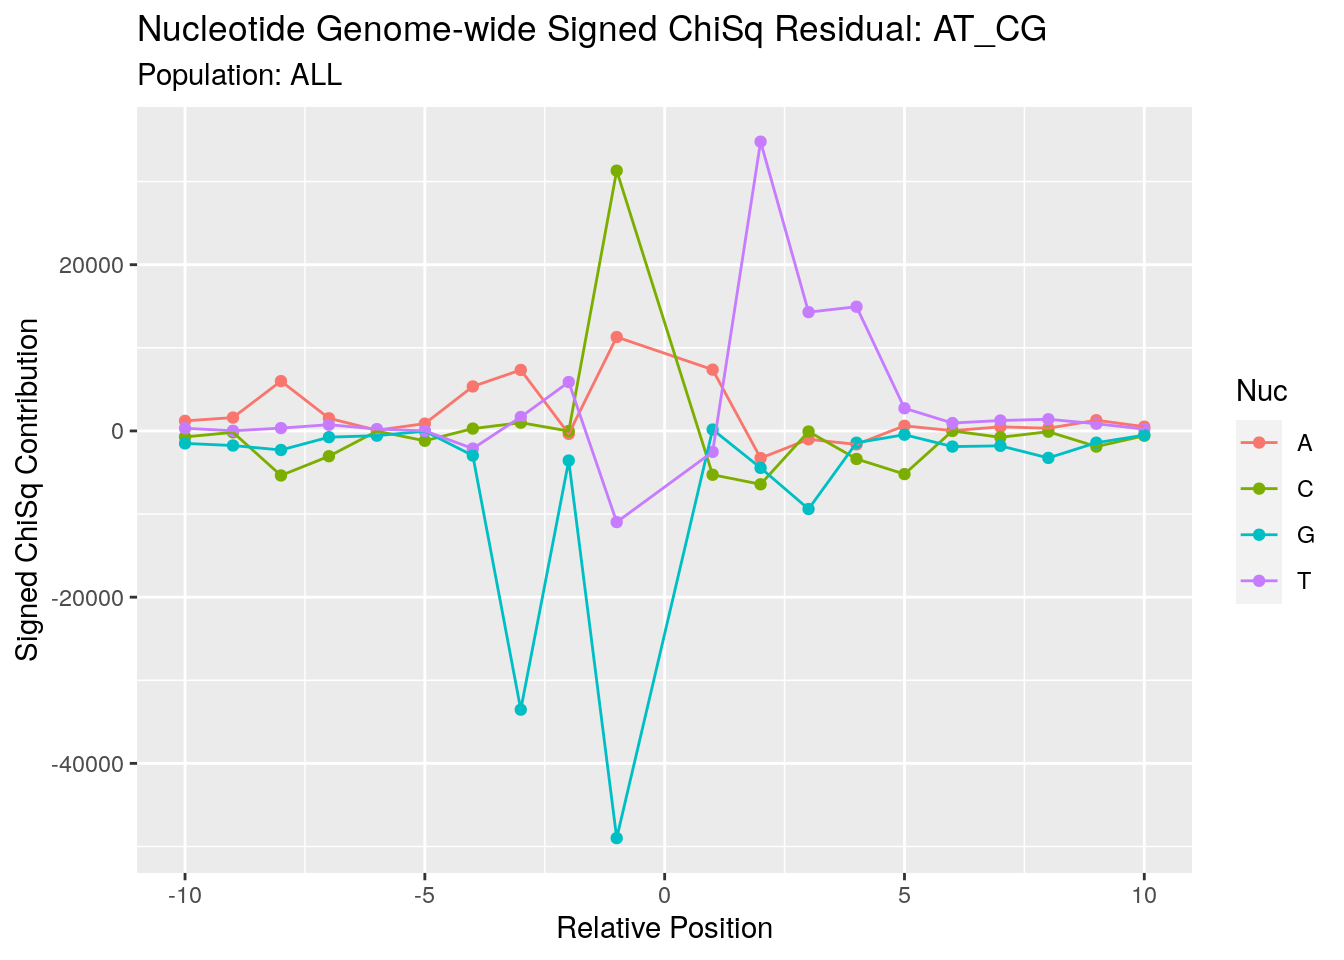 Nucleotide Genome-wide Signed ChiSq Residual: AT_CG
Population: ALL
Signed ChiSq Contribution
20000
0
-20000
-40000
-10
-5
0
5
10
Relative Position
Nuc
A
C
G
T